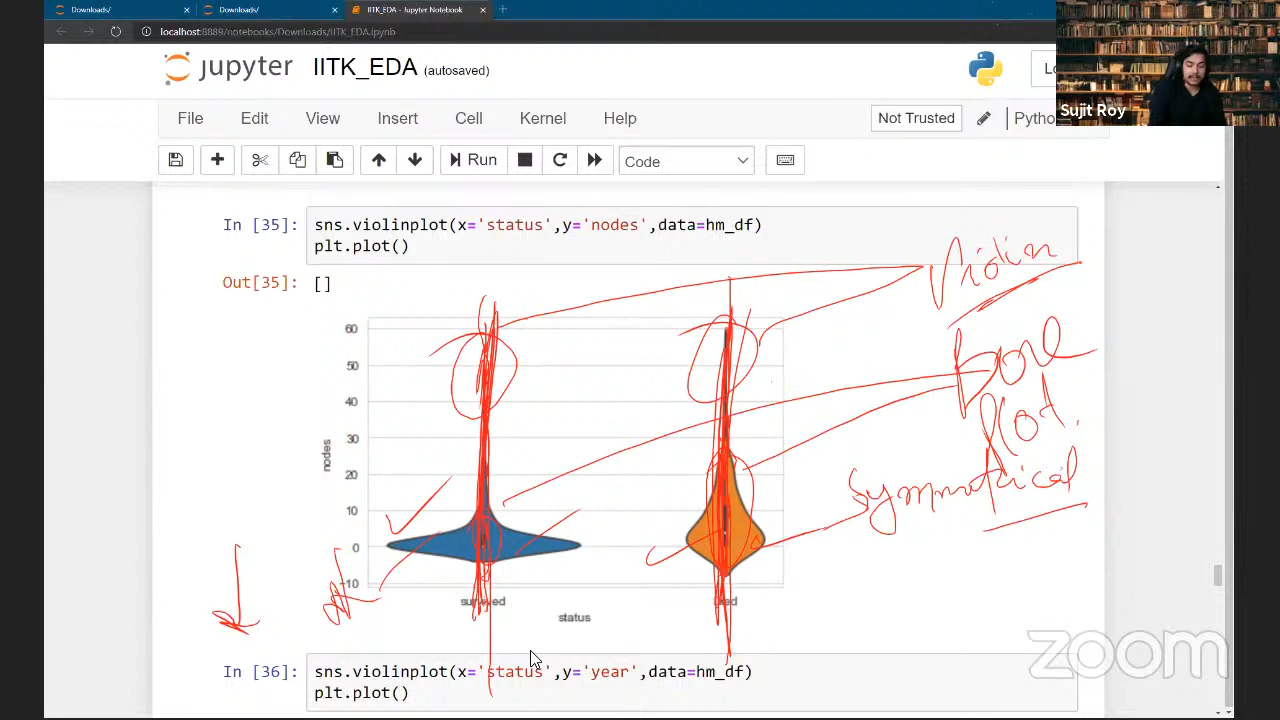 Downloads/
Downloads/
IITK_EDA - Jupyter Notebook
localhost:8889/notebooks/Downloads/IITK_EDA.ipynb
jupyter IITK_EDA (autosaved)
Sujit Roy
File Edit View Insert Cell Kernel Help
Not Trusted
Run
Code
In [35]: sns.violinplot(x='status',y='nodes',data=hm_df)
plt.plot()
Out[35]: []
Violin
60
50
40
30
20
10
0
-10
nodes
plot.
symmetrical
survived
status
zoom
In [36]: sns.violinplot(x='status',y='year',data=hm_df)
plt.plot()